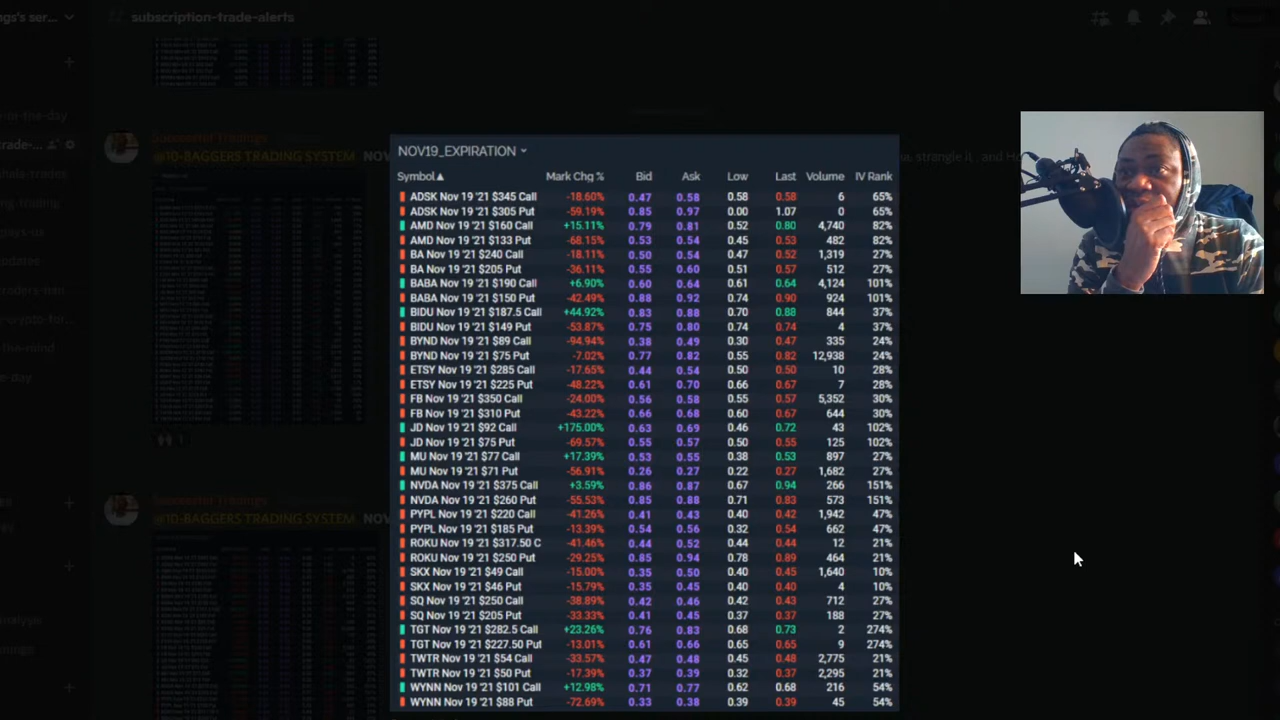 ngs's ser...
subscription-trade-alerts
Successful Tradings
@10-BAGGERS TRADING SYSTEM NOV
strangle it , and
NOV19_EXPIRATION
Symbol▲ Mark Chg % Bid Ask Low Last Volume IV Rank
ADSK Nov 19 '21 $345 Call -18.60% 0.47 0.58 0.58 0.58 6 65%
ADSK Nov 19 '21 $305 Put -59.19% 0.85 0.97 0.00 1.07 0 65%
AMD Nov 19 '21 $160 Call +15.11% 0.79 0.81 0.52 0.80 4,740 82%
AMD Nov 19 '21 $133 Put -68.15% 0.53 0.54 0.45 0.53 482 82%
BA Nov 19 '21 $240 Call -18.11% 0.50 0.54 0.47 0.52 1,319 27%
BA Nov 19 '21 $205 Put -36.11% 0.55 0.60 0.51 0.57 512 27%
BABA Nov 19 '21 $190 Call +6.90% 0.60 0.64 0.61 0.64 4,124 101%
BABA Nov 19 '21 $150 Put -42.49% 0.88 0.92 0.74 0.90 924 101%
BIDU Nov 19 '21 $187.5 Call +44.92% 0.83 0.88 0.70 0.88 844 37%
BIDU Nov 19 '21 $149 Put -53.87% 0.75 0.80 0.74 0.74 4 37%
BYND Nov 19 '21 $89 Call -94.94% 0.38 0.49 0.30 0.47 335 24%
BYND Nov 19 '21 $75 Put -7.02% 0.77 0.82 0.55 0.82 12,938 24%
ETSY Nov 19 '21 $285 Call -17.65% 0.44 0.54 0.50 0.50 10 28%
ETSY Nov 19 '21 $225 Put -48.22% 0.61 0.70 0.66 0.67 7 28%
FB Nov 19 '21 $350 Call -24.00% 0.56 0.58 0.55 0.57 5,352 30%
FB Nov 19 '21 $310 Put -43.22% 0.66 0.68 0.60 0.67 644 30%
JD Nov 19 '21 $92 Call +175.00% 0.63 0.69 0.46 0.72 43 102%
JD Nov 19 '21 $75 Put -69.57% 0.55 0.57 0.50 0.55 125 102%
MU Nov 19 '21 $77 Call +17.39% 0.53 0.55 0.38 0.53 897 27%
MU Nov 19 '21 $71 Put -56.91% 0.26 0.27 0.22 0.27 1,682 27%
NVDA Nov 19 '21 $375 Call +3.59% 0.86 0.87 0.67 0.94 266 151%
NVDA Nov 19 '21 $260 Put -55.53% 0.85 0.88 0.71 0.83 573 151%
PYPL Nov 19 '21 $220 Call -41.26% 0.41 0.43 0.40 0.42 1,942 47%
PYPL Nov 19 '21 $185 Put -13.39% 0.54 0.56 0.32 0.54 662 47%
ROKU Nov 19 '21 $317.50 C -41.46% 0.44 0.52 0.44 0.44 12 21%
ROKU Nov 19 '21 $250 Put -29.25% 0.85 0.94 0.78 0.89 464 21%
SKX Nov 19 '21 $49 Call -15.00% 0.35 0.50 0.40 0.45 1,640 10%
SKX Nov 19 '21 $46 Put -15.79% 0.35 0.50 0.40 0.40 4 10%
SQ Nov 19 '21 $250 Call -38.89% 0.42 0.46 0.42 0.43 712 27%
SQ Nov 19 '21 $205 Put -33.33% 0.41 0.45 0.37 0.37 188 27%
TGT Nov 19 '21 $282.5 Call +23.26% 0.76 0.83 0.68 0.73 2 274%
TGT Nov 19 '21 $227.50 Put -13.01% 0.61 0.66 0.65 0.65 9 274%
TWTR Nov 19 '21 $54 Call -33.57% 0.47 0.48 0.45 0.48 2,775 21%
TWTR Nov 19 '21 $50 Put -17.39% 0.37 0.39 0.32 0.37 2,295 21%
WYNN Nov 19 '21 $101 Call +12.98% 0.71 0.77 0.62 0.68 216 54%
WYNN Nov 19 '21 $88 Put -72.69% 0.33 0.38 0.39 0.39 45 54%
Successful Tradings
@10-BAGGERS TRADING SYSTEM NOV